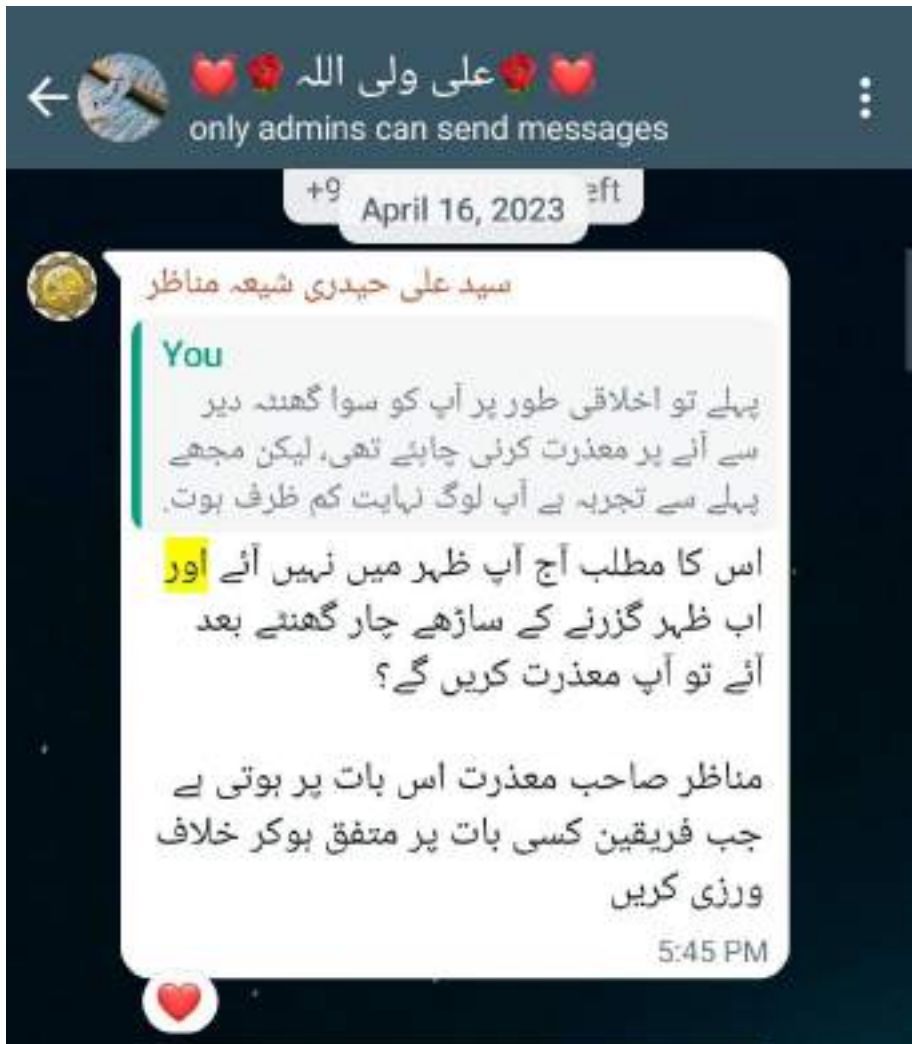 💓🌹علی ولی اللہ🌹💓
only admins can send messages
+9 eft
April 16, 2023
سید علی حیدری شیعہ مناظر
You
پہلے تو اخلاقی طور پر آپ کو سوا گھنٹہ دیر
سے آنے پر معذرت کرنی چاہئے تھی، لیکن مجھے
پہلے سے تجربہ ہے آپ لوگ نہایت کم ظرف ہوت
اس کا مطلب آج آپ ظہر میں نہیں آئے اور
اب ظہر گزرنے کے ساڑھے چار گھنٹے بعد
آئے تو آپ معذرت کریں گے؟
مناظر صاحب معذرت اس بات پر ہوتی ہے
جب فریقین کسی بات پر متفق ہوکر خلاف
ورزی کریں
5:45 PM